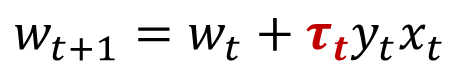 w_{t+1} = w_t + τ_t y_t x_t